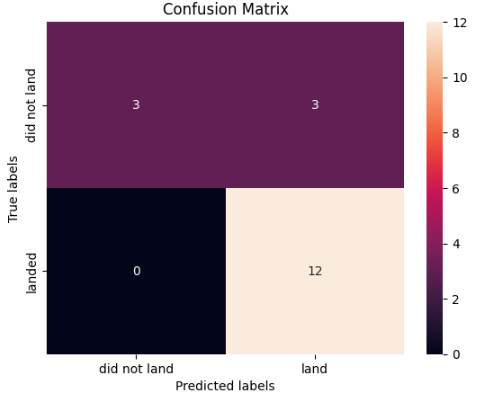 Confusion Matrix
True labels
did not land
landed
3
3
0
12
did not land
land
Predicted labels
12
10
8
6
4
2
0